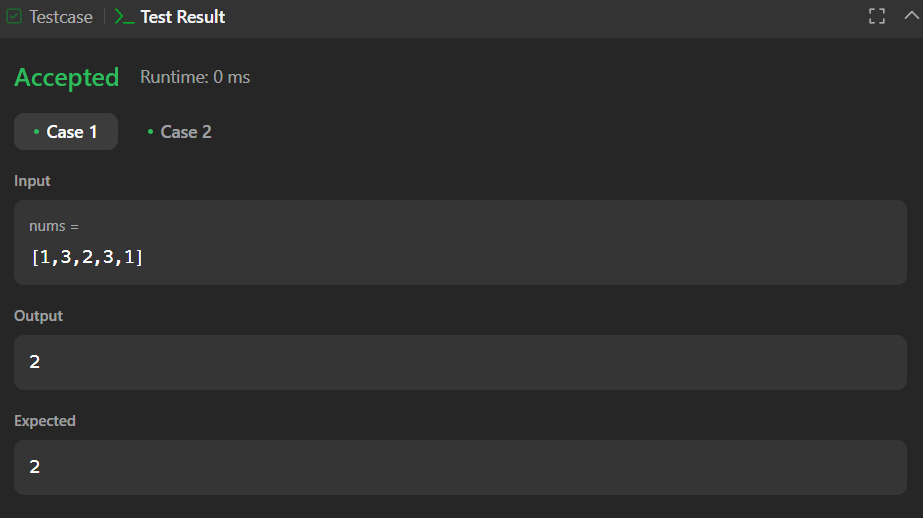 Testcase | >_ Test Result
Accepted Runtime: 0 ms
• Case 1 • Case 2
Input
nums =
[1,3,2,3,1]
Output
2
Expected
2